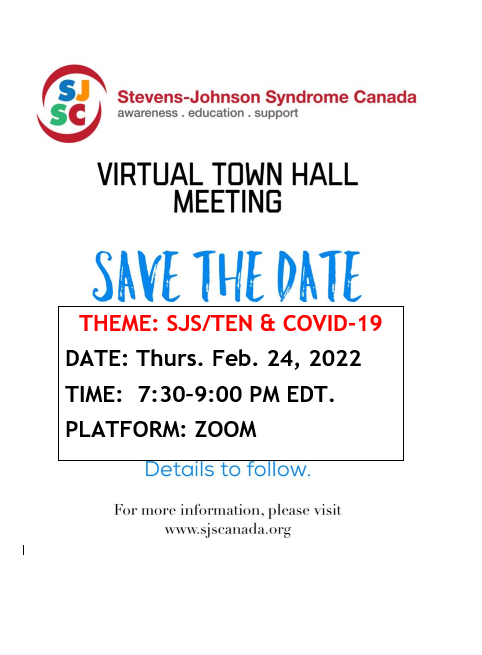 SJ
SC
Stevens-Johnson Syndrome Canada
awareness . education . support
VIRTUAL TOWN HALL
MEETING
SAVE THE DATE
THEME: SJS/TEN & COVID-19
DATE: Thurs. Feb. 24, 2022
TIME: 7:30-9:00 PM EDT.
PLATFORM: ZOOM
Details to follow.
For more information, please visit
www.sjscanada.org